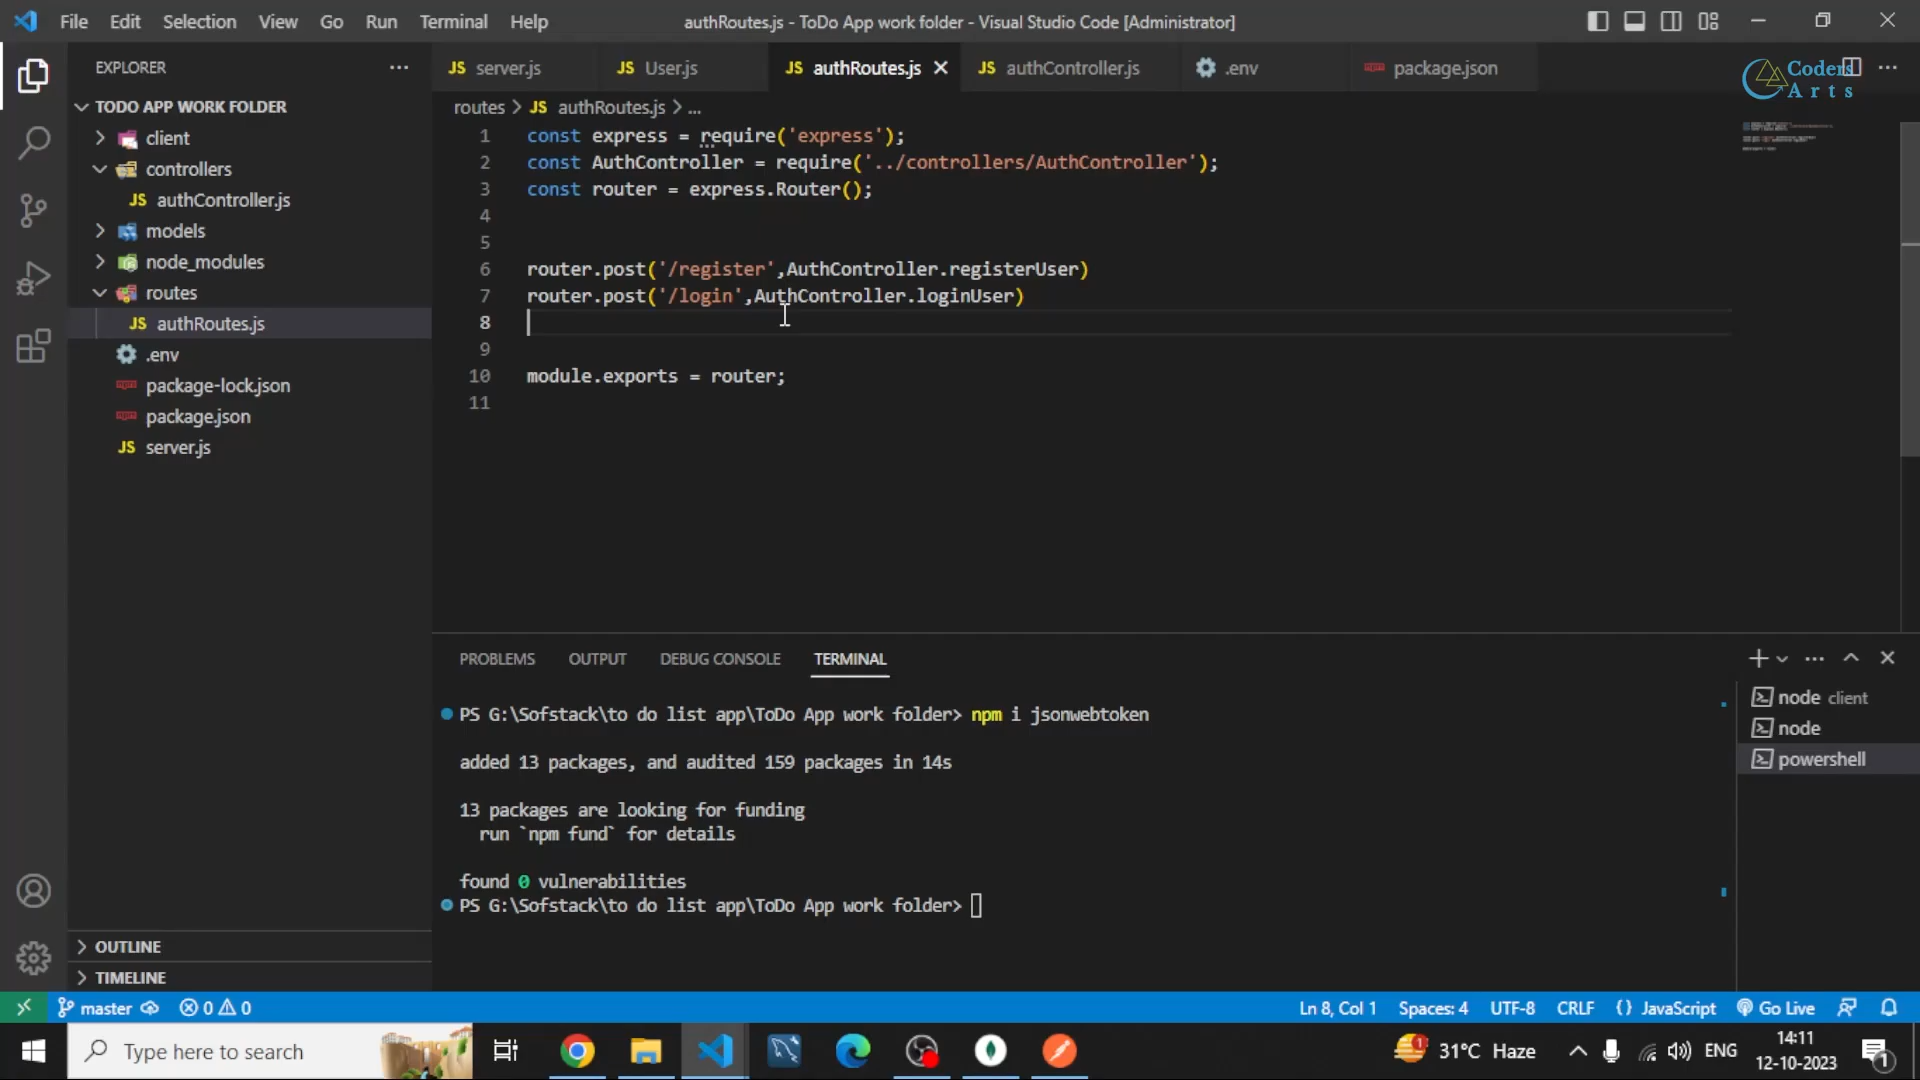 File Edit Selection View Go Run Terminal Help
authRoutes.js - ToDo App work folder - Visual Studio Code [Administrator]
EXPLORER
TODO APP WORK FOLDER
client
controllers
JS authController.js
models
node_modules
routes
JS authRoutes.js
.env
package-lock.json
package.json
JS server.js
OUTLINE
TIMELINE
JS server.js
JS User.js
JS authRoutes.js
JS authController.js
.env
package.json
Coders
Arts
routes > JS authRoutes.js > ...
1 const express = require('express');
2 const AuthController = require('../controllers/AuthController');
3 const router = express.Router();
4
5
6 router.post('/register',AuthController.registerUser)
7 router.post('/login',AuthController.loginUser)
8
9
10 module.exports = router;
11
PROBLEMS OUTPUT DEBUG CONSOLE TERMINAL
PS G:\Sofstack\to do list app\ToDo App work folder> npm i jsonwebtoken
added 13 packages, and audited 159 packages in 14s
13 packages are looking for funding
run `npm fund` for details
found 0 vulnerabilities
PS G:\Sofstack\to do list app\ToDo App work folder>
node client
node
powershell
master 0 0 Ln 8, Col 1 Spaces: 4 UTF-8 CRLF {} JavaScript Go Live
Type here to search
1 31°C Haze ENG
14:11
12-10-2023
1